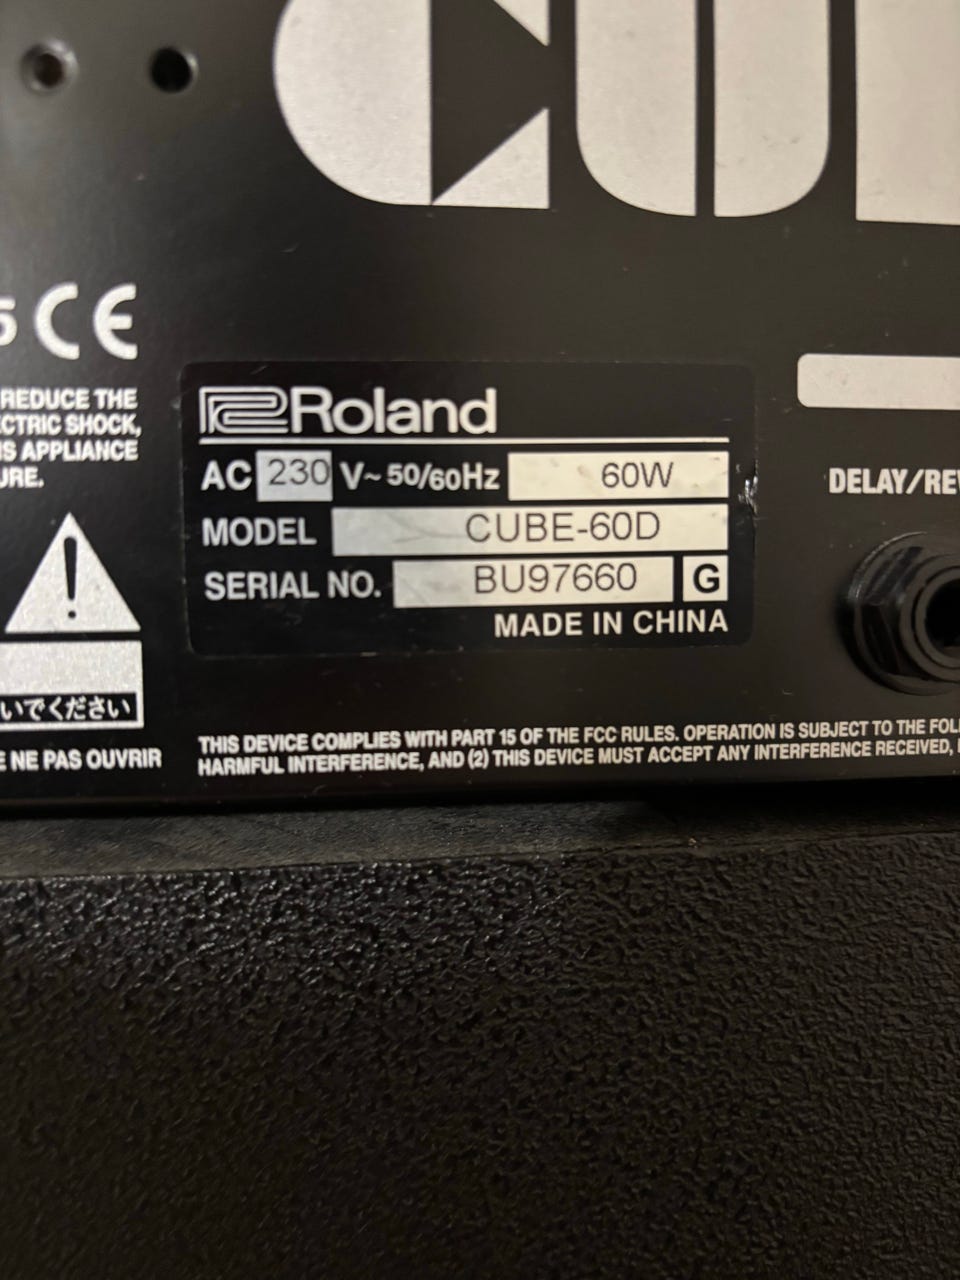 CUB
5 CE
REDUCE THE
CTRIC SHOCK,
S APPLIANCE
URE.
Roland
AC 230 V~ 50/60Hz 60W
MODEL CUBE-60D
SERIAL NO. BU97660 G
MADE IN CHINA
DELAY/REV
!
いでください
E NE PAS OUVRIR
THIS DEVICE COMPLIES WITH PART 15 OF THE FCC RULES. OPERATION IS SUBJECT TO THE FOL
HARMFUL INTERFERENCE, AND (2) THIS DEVICE MUST ACCEPT ANY INTERFERENCE RECEIVED,